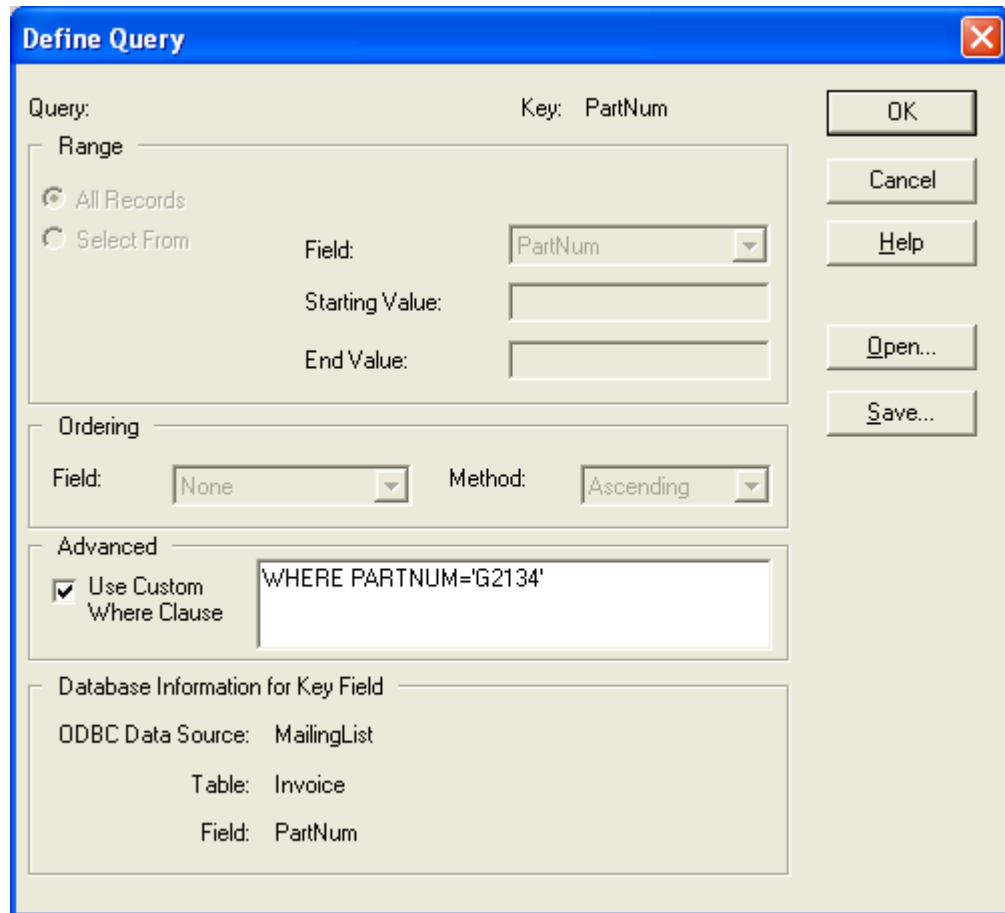 Define Query
Query: Key: PartNum OK
Range
All Records Cancel
Select From Field: PartNum Help
Starting Value:
End Value: Open...
Save...
Ordering
Field: None Method: Ascending
Advanced
Use Custom
Where Clause
WHERE PARTNUM='G2134'
Database Information for Key Field
ODBC Data Source: MailingList
Table: Invoice
Field: PartNum